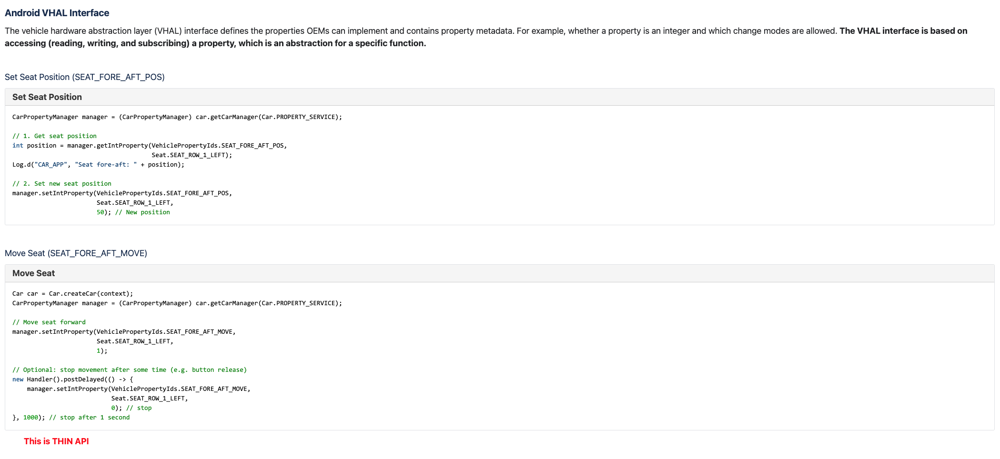 Android VHAL Interface
The vehicle hardware abstraction layer (VHAL) interface defines the properties OEMs can implement and contains property metadata. For example, whether a property is an integer and which change modes are allowed. The VHAL interface is based on
accessing (reading, writing, and subscribing) a property, which is an abstraction for a specific function.
Set Seat Position (SEAT_FORE_AFT_POS)
Set Seat Position
CarPropertyManager manager = (CarPropertyManager) car.getCarManager(Car.PROPERTY_SERVICE);
// 1. Get seat position
int position = manager.getIntProperty(VehiclePropertyIds.SEAT_FORE_AFT_POS,
                                      Seat.SEAT_ROW_1_LEFT);
Log.d("CAR_APP", "Seat fore-aft: " + position);
// 2. Set new seat position
manager.setIntProperty(VehiclePropertyIds.SEAT_FORE_AFT_POS,
                       Seat.SEAT_ROW_1_LEFT,
                       50); // New position
Move Seat (SEAT_FORE_AFT_MOVE)
Move Seat
Car car = Car.createCar(context);
CarPropertyManager manager = (CarPropertyManager) car.getCarManager(Car.PROPERTY_SERVICE);
// Move seat forward
manager.setIntProperty(VehiclePropertyIds.SEAT_FORE_AFT_MOVE,
                       Seat.SEAT_ROW_1_LEFT,
                       1);
// Optional: stop movement after some time (e.g. button release)
new Handler().postDelayed(() -> {
    manager.setIntProperty(VehiclePropertyIds.SEAT_FORE_AFT_MOVE,
                           Seat.SEAT_ROW_1_LEFT,
                           0); // stop
}, 1000); // stop after 1 second
This is THIN API